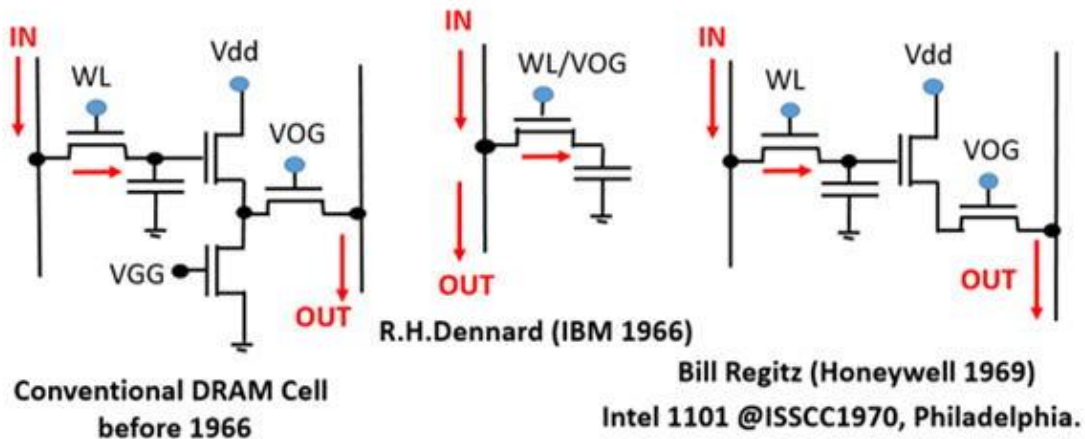 IN
WL
Vdd
VOG
VGG
OUT
Conventional DRAM Cell
before 1966
IN
WL/VOG
OUT
R.H.Dennard (IBM 1966)
IN
WL
Vdd
VOG
OUT
Bill Regitz (Honeywell 1969)
Intel 1101 @ISSCC1970, Philadelphia.